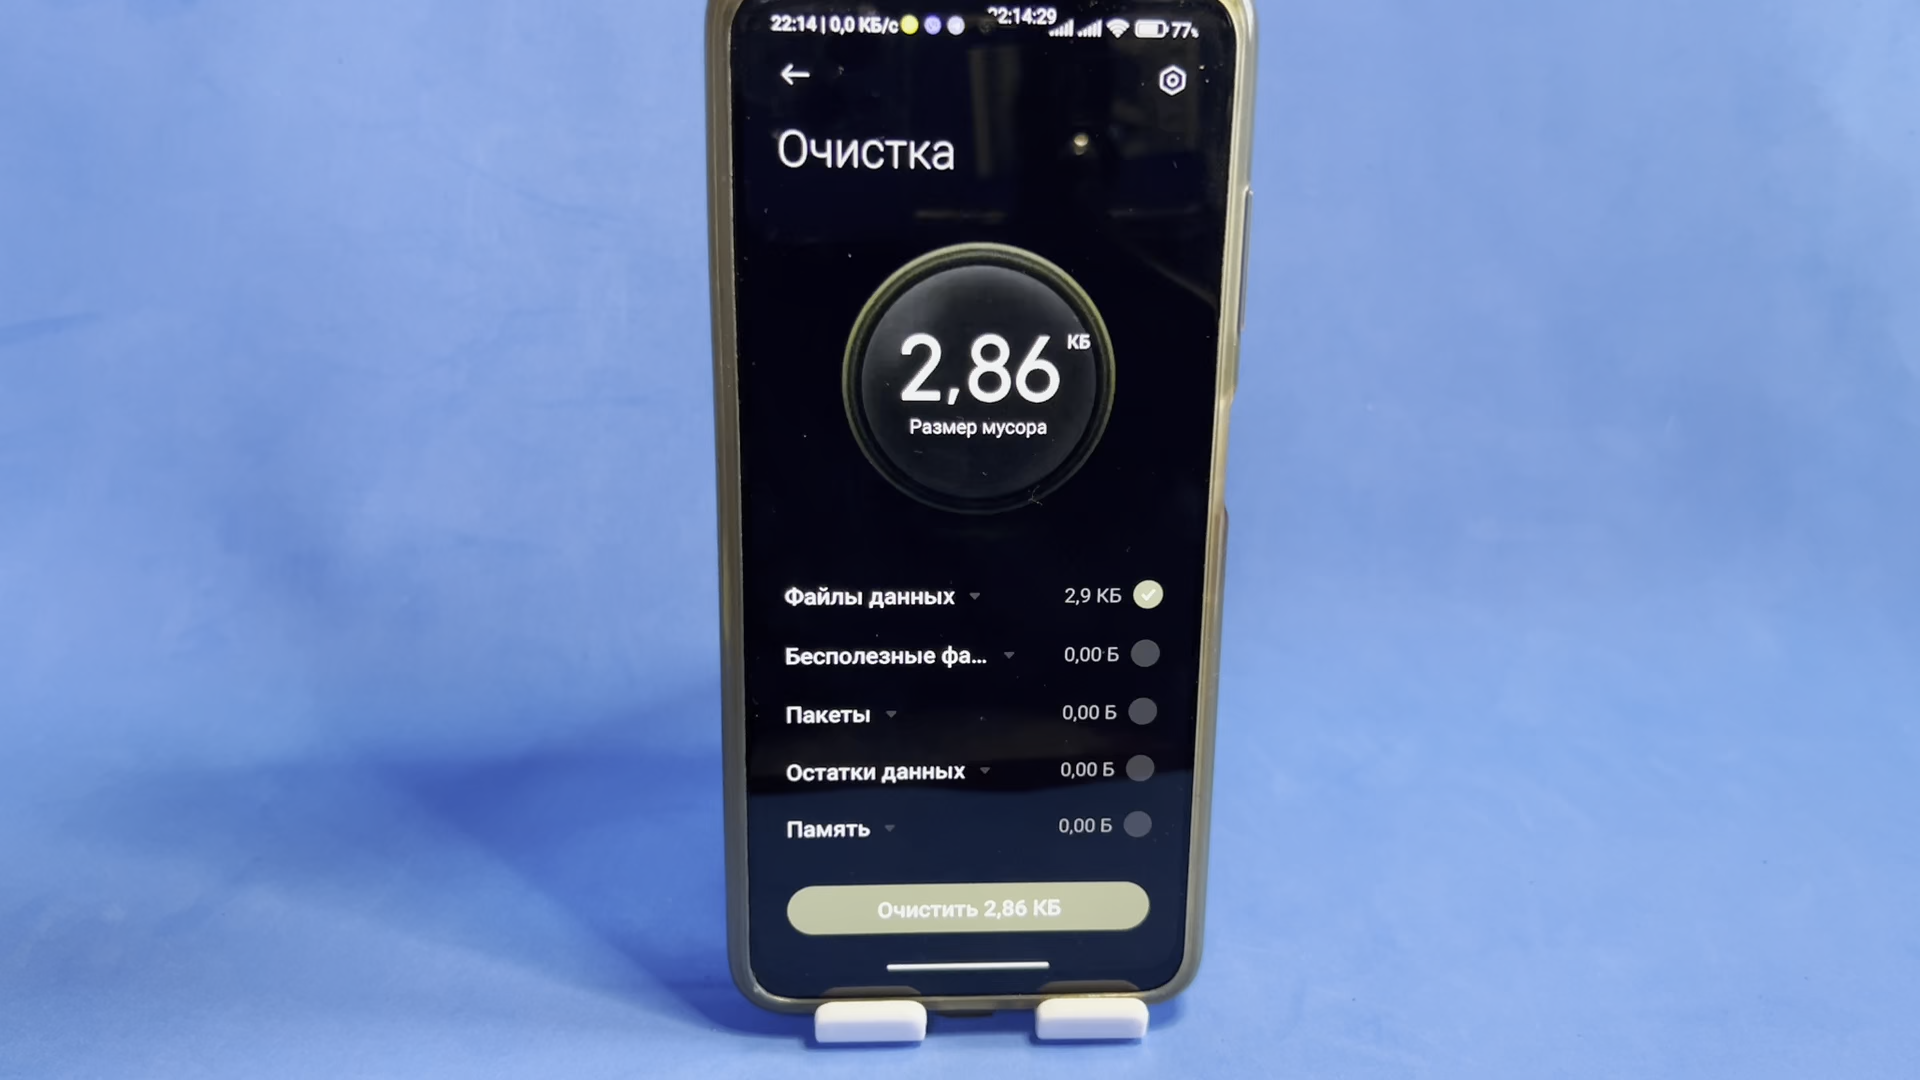 22:14 | 0,0 КБ/с 22:14:29 77%
Очистка
2,86 КБ
Размер мусора
Файлы данных 2,9 КБ
Бесполезные фа... 0,00 Б
Пакеты 0,00 Б
Остатки данных 0,00 Б
Память 0,00 Б
Очистить 2,86 КБ